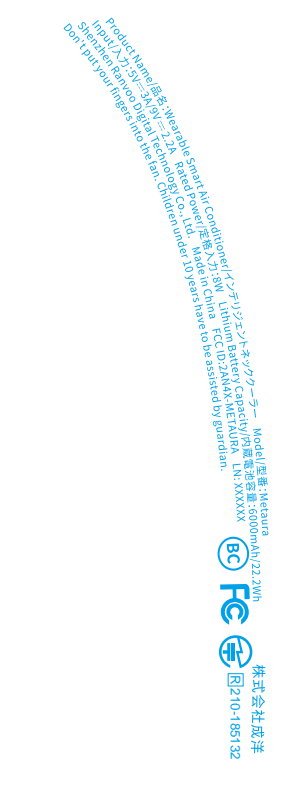 Product Name/品名:Wearable Smart Air Conditioner/インテリジェントネッククーラー Model/型番:Metaura
Input/入力:5V⎓3A/9V⎓2.2A Rated Power/定格入力:8W Lithium Battery Capacity/内蔵電池容量:6000mAh/22.2Wh
Shenzhen Ranvoo Digital Technology Co., Ltd. Made in China FCC ID:2AN4X-METAURA LN: XXXXXX
Don't put your fingers into the fan. Children under 10 years have to be assisted by guardian.
BC
FC
株式会社成洋
R 210-185132